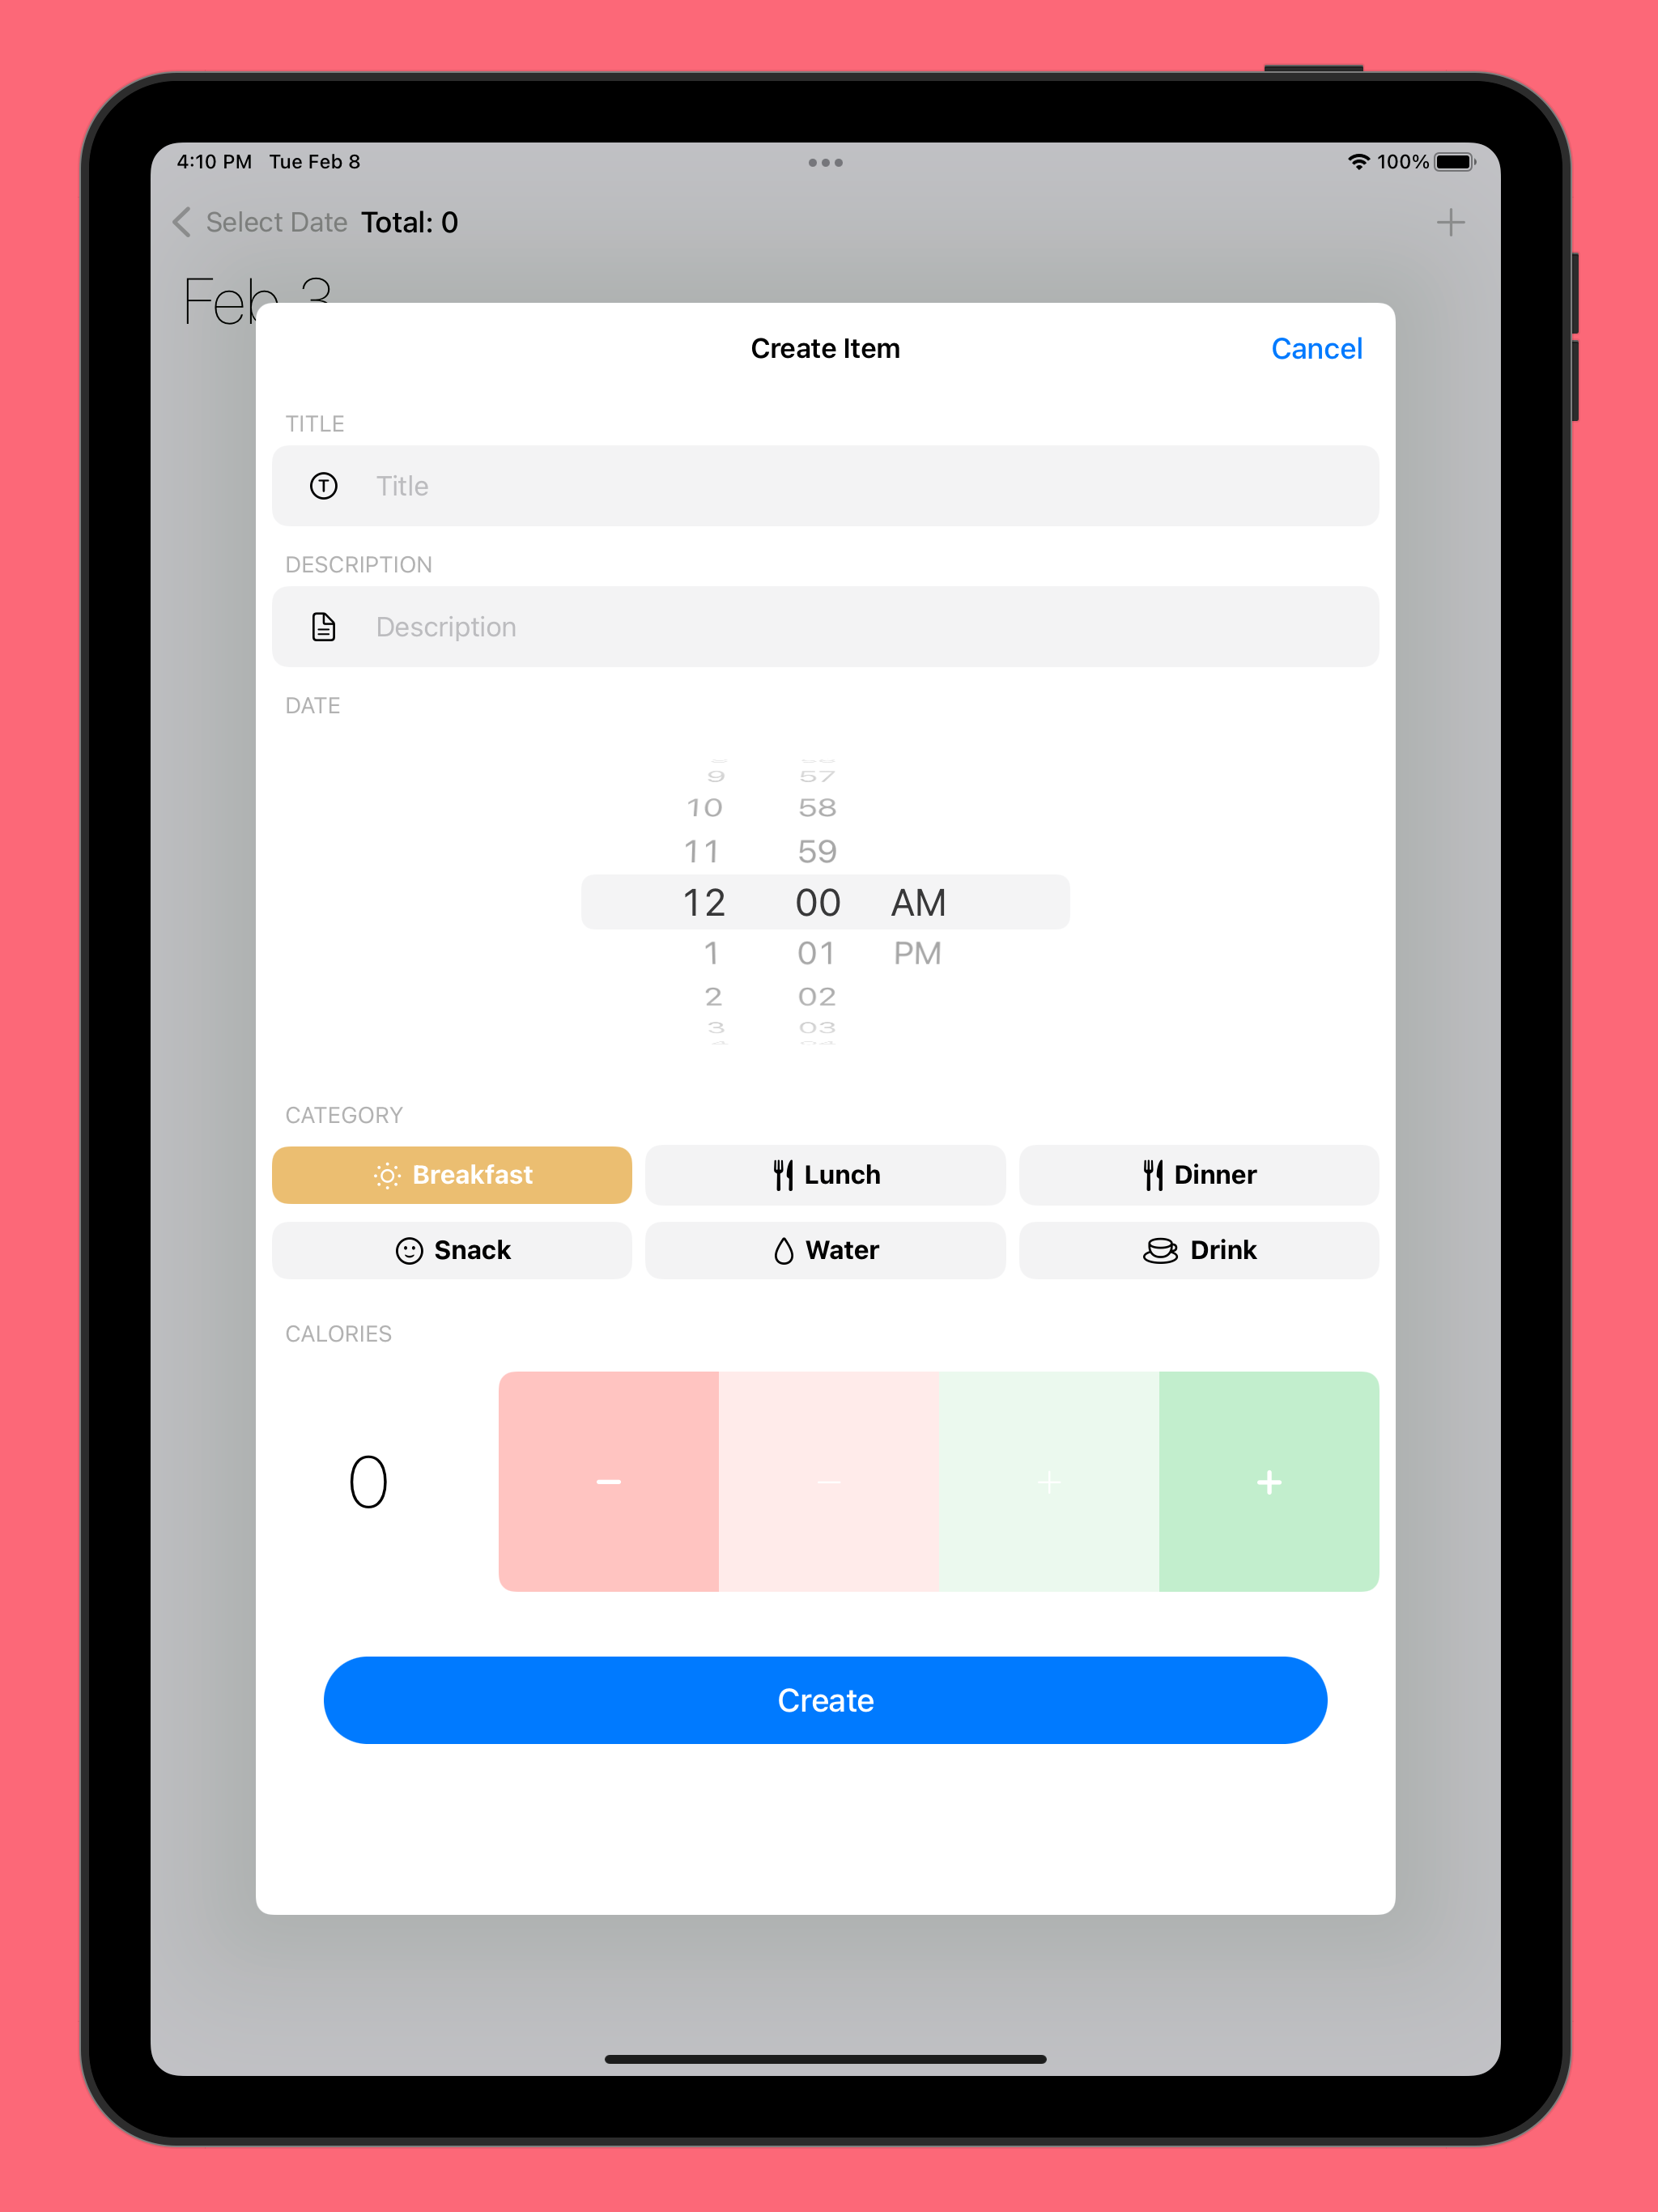 4:10 PM Tue Feb 8 100%
Select Date Total: 0
Feb 3
Create Item Cancel
TITLE
T Title
DESCRIPTION
Description
DATE
9 57
10 58
11 59
12 00 AM
1 01 PM
2 02
3 03
4 04
CATEGORY
Breakfast Lunch Dinner
Snack Water Drink
CALORIES
0 − − + +
Create